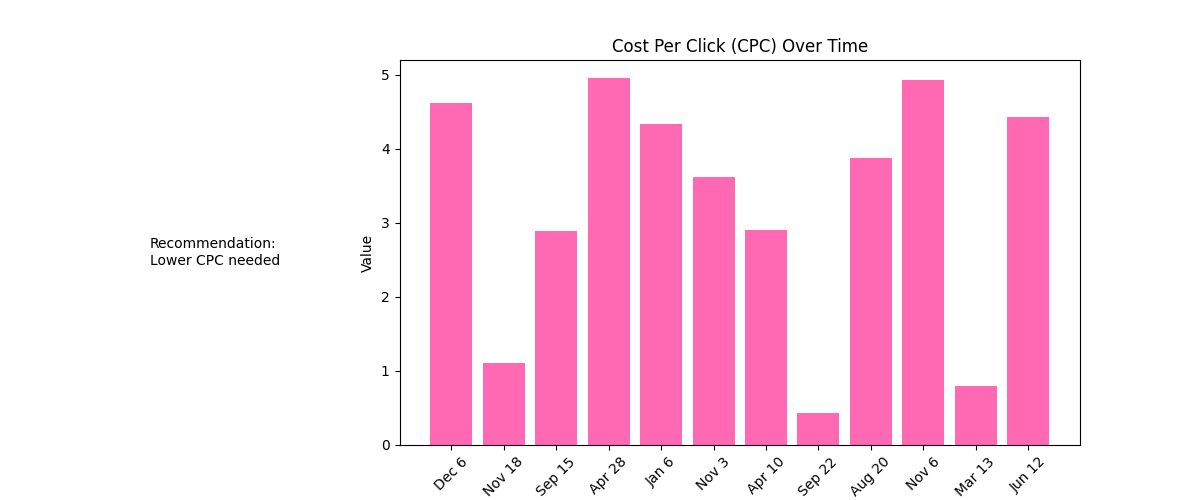 Cost Per Click (CPC) Over Time
Recommendation:
Lower CPC needed
Value
5
4
3
2
1
0
Dec 6
Nov 18
Sep 15
Apr 28
Jan 6
Nov 3
Apr 10
Sep 22
Aug 20
Nov 6
Mar 13
Jun 12